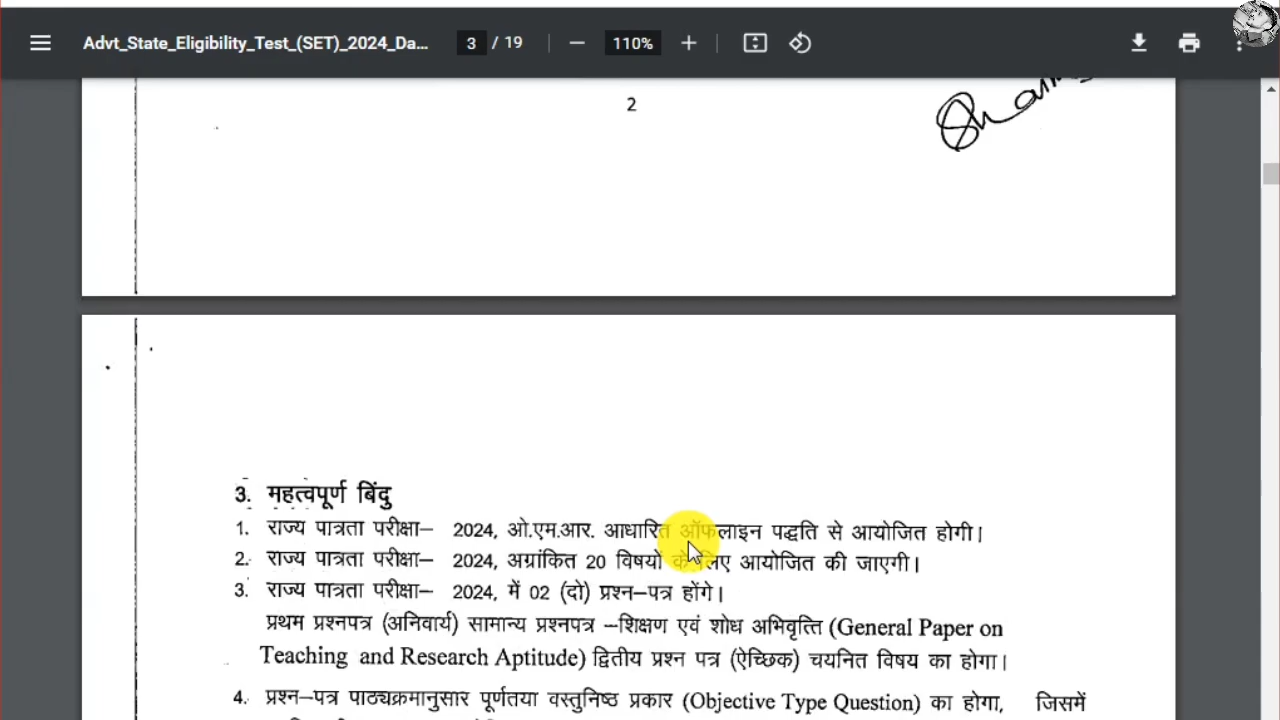 Advt_State_Eligibility_Test_(SET)_2024_Da...
3 / 19
110%
2
3. महत्वपूर्ण बिंदु
1. राज्य पात्रता परीक्षा– 2024, ओ.एम.आर. आधारित ऑफलाइन पद्धति से आयोजित होगी।
2. राज्य पात्रता परीक्षा– 2024, अग्रांकित 20 विषयों के लिए आयोजित की जाएगी।
3. राज्य पात्रता परीक्षा– 2024, में 02 (दो) प्रश्न–पत्र होंगे।
प्रथम प्रश्नपत्र (अनिवार्य) सामान्य प्रश्नपत्र –शिक्षण एवं शोध अभिवृत्ति (General Paper on
Teaching and Research Aptitude) द्वितीय प्रश्न पत्र (ऐच्छिक) चयनित विषय का होगा।
4. प्रश्न–पत्र पाठ्यक्रमानुसार पूर्णतया वस्तुनिष्ठ प्रकार (Objective Type Question) का होगा, जिसमें